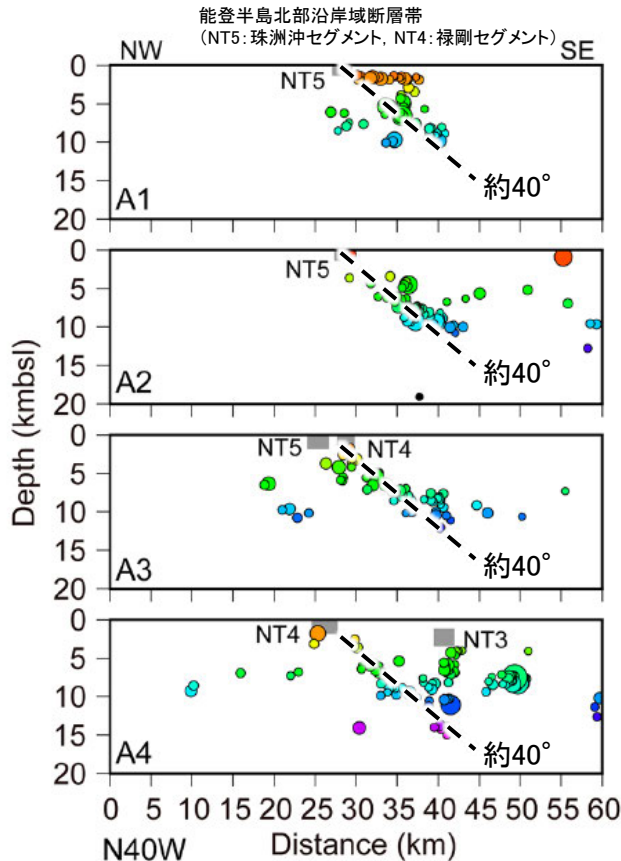 能登半島北部沿岸域断層帯
（NT5：珠洲沖セグメント，NT4：禄剛セグメント）
NW SE
0
NT5
5
10
15 約40°
A1
20
0
NT5
5
10
15 約40°
A2
20
0
NT5 NT4
5
10
15 約40°
A3
20
0
NT4 NT3
5
10
15 約40°
A4
20
Depth (kmbsl)
0 5 10 15 20 25 30 35 40 45 50 55 60
N40W Distance (km)